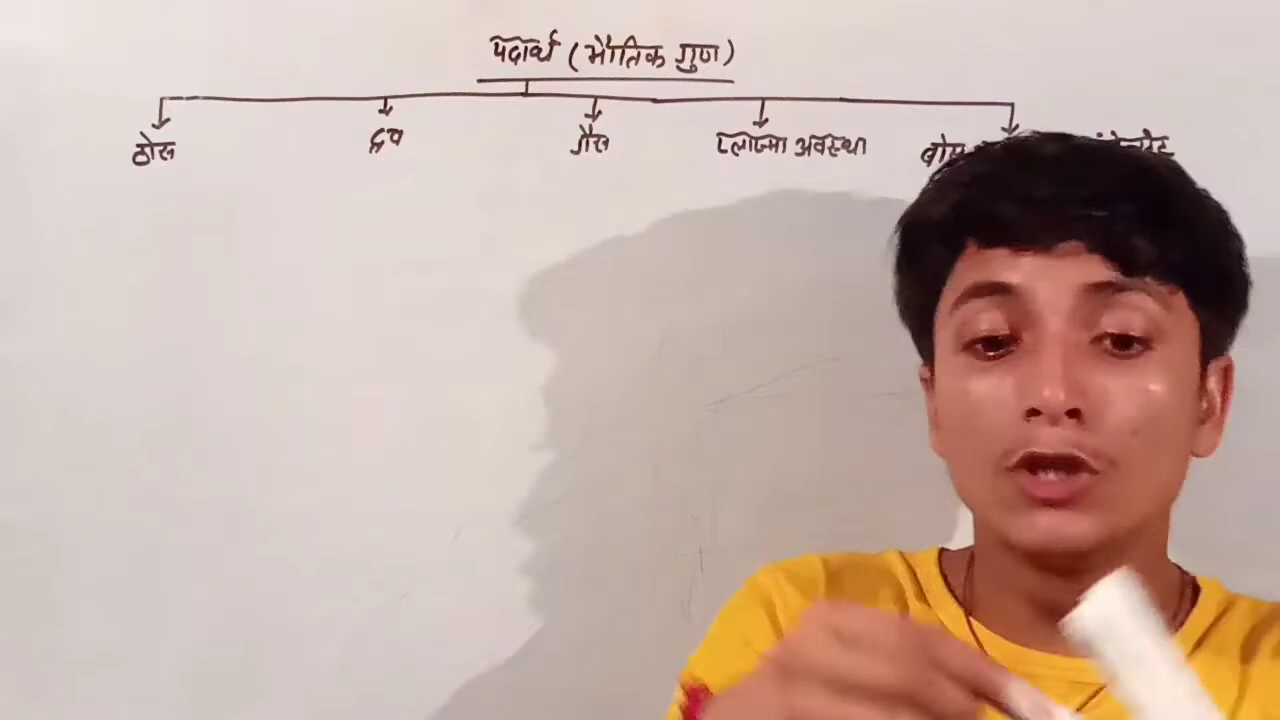 पदार्थ (भौतिक गुण)
ठोस द्रव गैस प्लाज्मा अवस्था